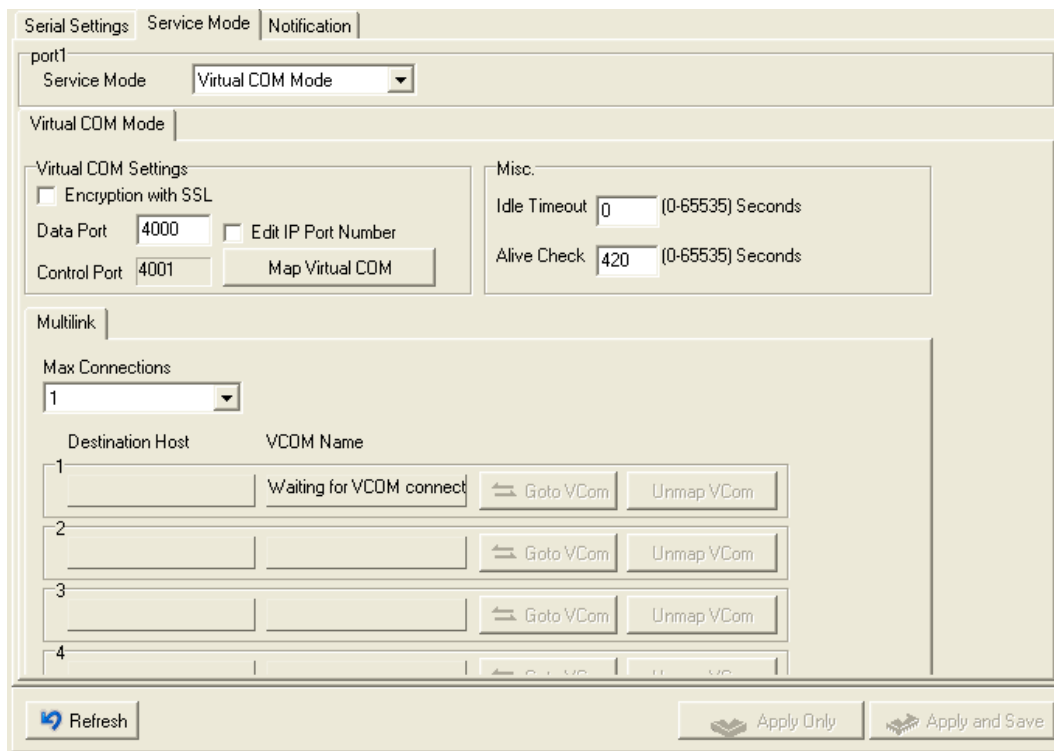 Serial Settings Service Mode Notification
port1
Service Mode Virtual COM Mode
Virtual COM Mode
Virtual COM Settings Misc.
Encryption with SSL
Idle Timeout 0 (0-65535) Seconds
Data Port 4000 Edit IP Port Number
Alive Check 420 (0-65535) Seconds
Control Port 4001 Map Virtual COM
Multilink
Max Connections
1
Destination Host VCOM Name
1
Waiting for VCOM connect Goto VCom Unmap VCom
2
Goto VCom Unmap VCom
3
Goto VCom Unmap VCom
4
Refresh Apply Only Apply and Save